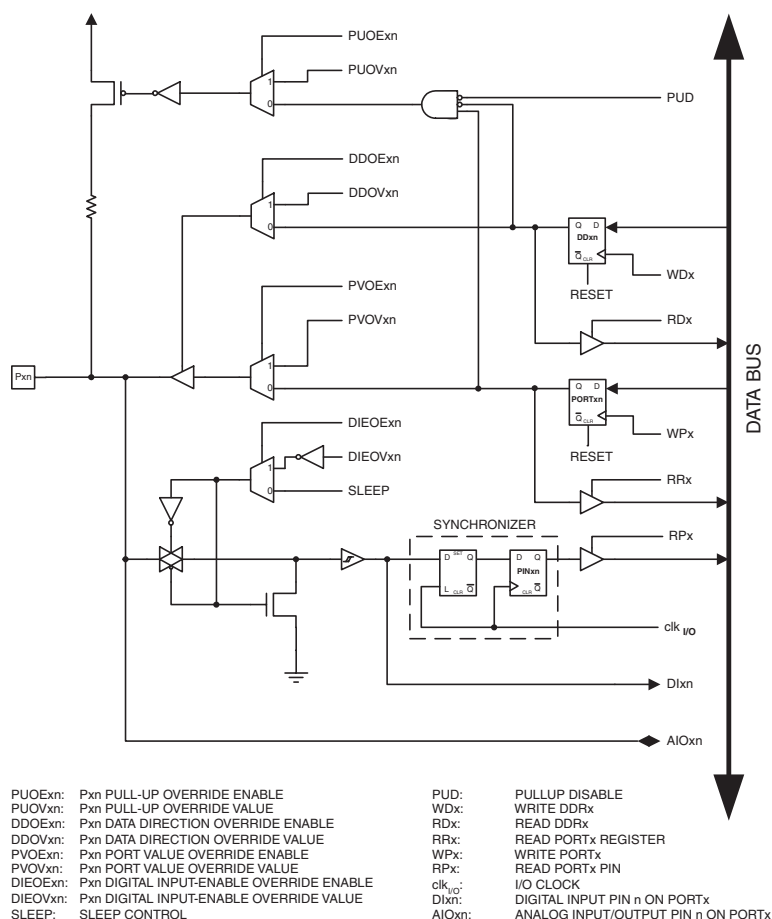 PUOExn
PUOVxn
1
0
PUD
DDOExn
DDOVxn
1
0
Q D
DDxn
Q CLR
WDx
RESET
RDx
PVOExn
PVOVxn
1
0
Pxn
Q D
PORTxn
Q CLR
WPx
RESET
DATA BUS
DIEOExn
DIEOVxn
1
0
SLEEP
RRx
SYNCHRONIZER
RPx
D SET Q
L CLR Q
D Q
PINxn
CLR Q
clk I/O
DIxn
AIOxn
PUOExn: Pxn PULL-UP OVERRIDE ENABLE
PUOVxn: Pxn PULL-UP OVERRIDE VALUE
DDOExn: Pxn DATA DIRECTION OVERRIDE ENABLE
DDOVxn: Pxn DATA DIRECTION OVERRIDE VALUE
PVOExn: Pxn PORT VALUE OVERRIDE ENABLE
PVOVxn: Pxn PORT VALUE OVERRIDE VALUE
DIEOExn: Pxn DIGITAL INPUT-ENABLE OVERRIDE ENABLE
DIEOVxn: Pxn DIGITAL INPUT-ENABLE OVERRIDE VALUE
SLEEP: SLEEP CONTROL
PUD: PULLUP DISABLE
WDx: WRITE DDRx
RDx: READ DDRx
RRx: READ PORTx REGISTER
WPx: WRITE PORTx
RPx: READ PORTx PIN
clk I/O: I/O CLOCK
DIxn: DIGITAL INPUT PIN n ON PORTx
AIOxn: ANALOG INPUT/OUTPUT PIN n ON PORTx